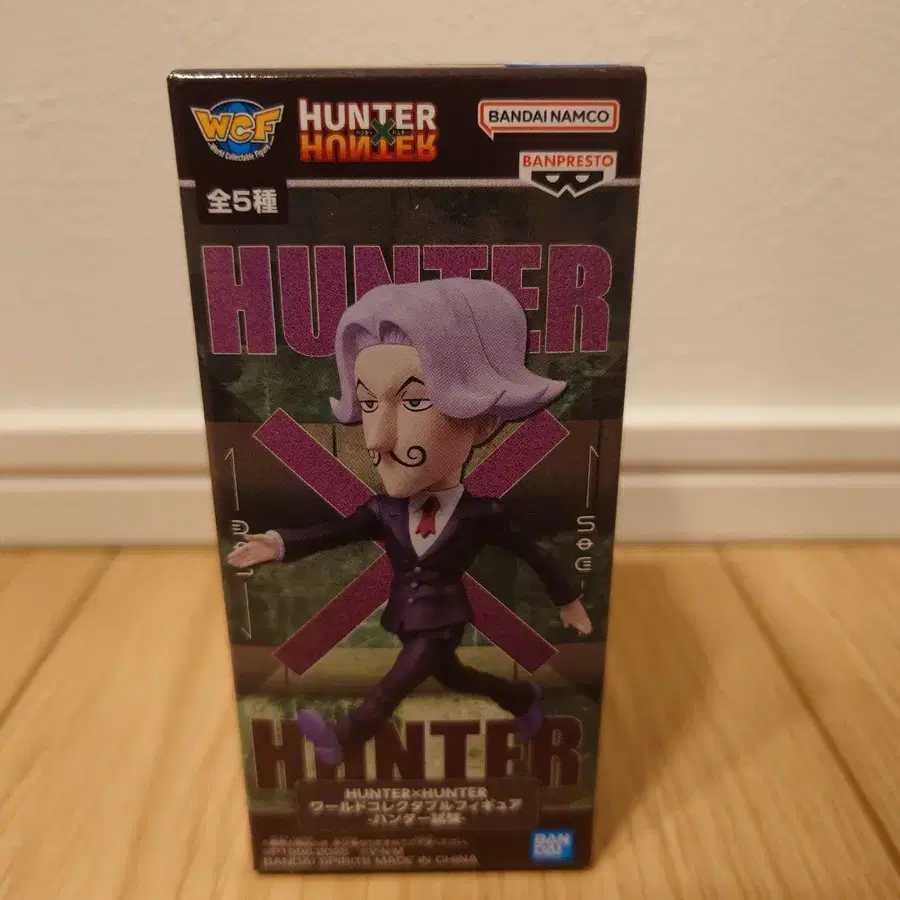 WCF
World Collectable Figure
HUNTER
HUNTER
BANDAI NAMCO
BANPRESTO
全5種
HUNTER
HUNTER
HUNTER×HUNTER
ワールドコレクタブルフィギュア
-ハンター試験-
BANDAI SPIRITS MADE IN CHINA
BAN
DAI